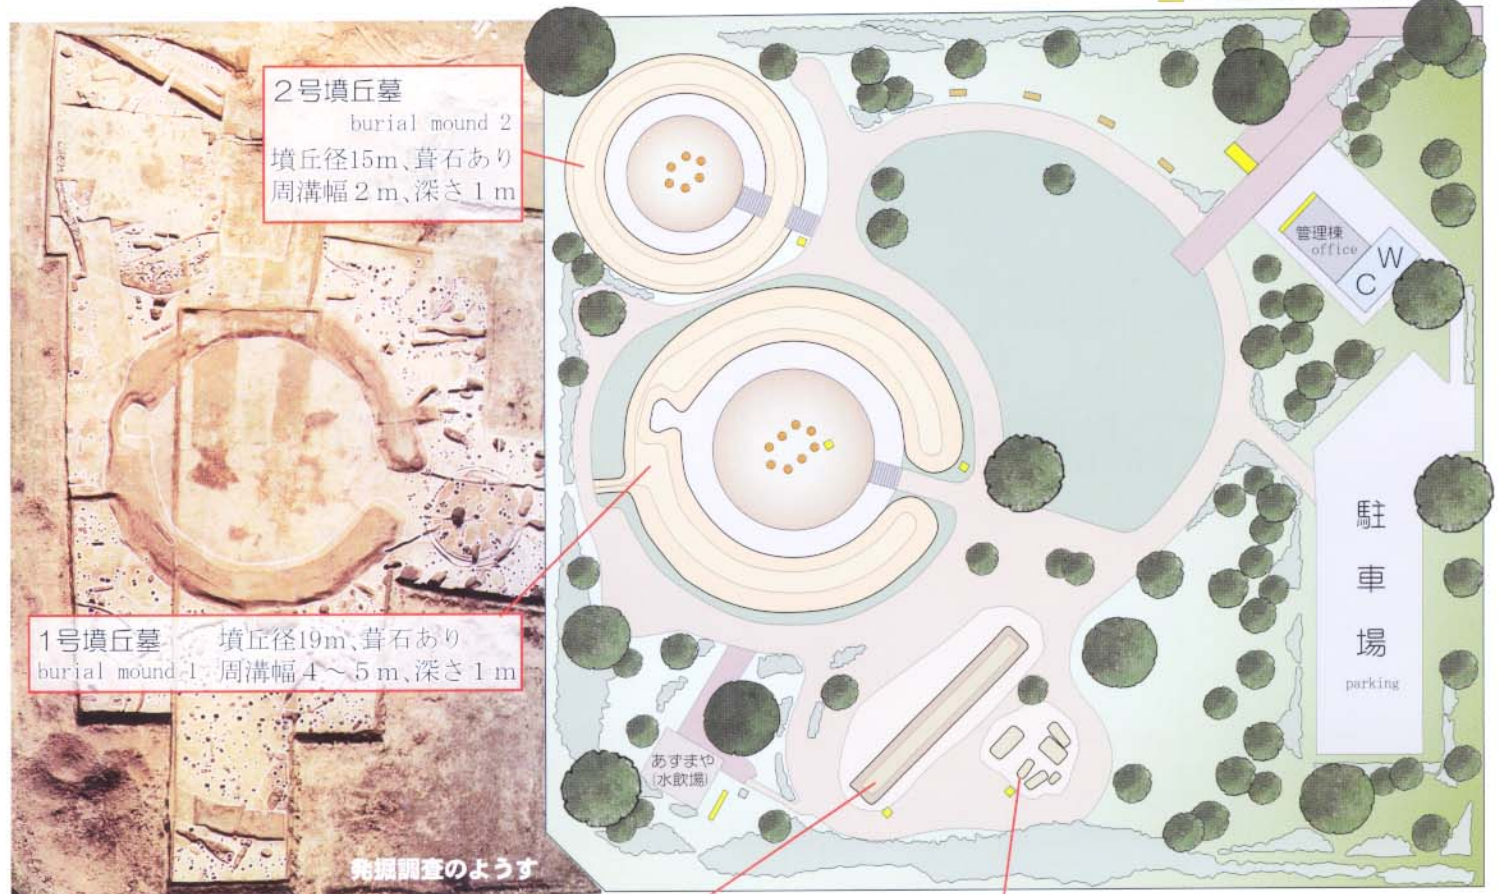 2号墳丘墓
burial mound 2
墳丘径15m、葺石あり
周溝幅2m、深さ1m
1号墳丘墓 墳丘径19m、葺石あり
burial mound 1 周溝幅4～5m、深さ1m
発掘調査のようす
管理棟
office
W
C
駐
車
場
parking
あずまや
(水飲場)